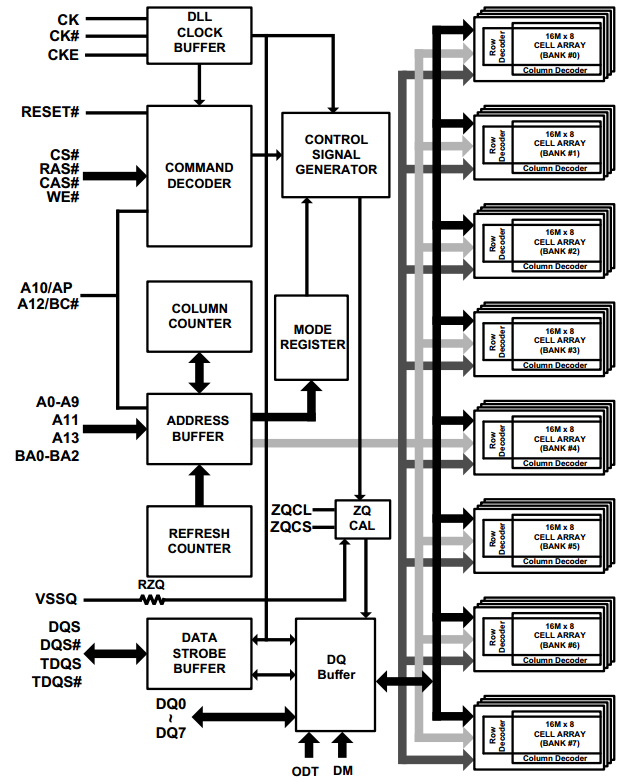 CK
CK#
CKE
DLL
CLOCK
BUFFER
RESET#
CS#
RAS#
CAS#
WE#
COMMAND
DECODER
CONTROL
SIGNAL
GENERATOR
A10/AP
A12/BC#
COLUMN
COUNTER
MODE
REGISTER
A0-A9
A11
A13
BA0-BA2
ADDRESS
BUFFER
REFRESH
COUNTER
ZQCL
ZQCS
ZQ
CAL
VSSQ
RZQ
DQS
DQS#
TDQS
TDQS#
DATA
STROBE
BUFFER
DQ0
~
DQ7
DQ
Buffer
ODT
DM
Row
Decoder
16M x 8
CELL ARRAY
(BANK #0)
Column Decoder
Row
Decoder
16M x 8
CELL ARRAY
(BANK #1)
Column Decoder
Row
Decoder
16M x 8
CELL ARRAY
(BANK #2)
Column Decoder
Row
Decoder
16M x 8
CELL ARRAY
(BANK #3)
Column Decoder
Row
Decoder
16M x 8
CELL ARRAY
(BANK #4)
Column Decoder
Row
Decoder
16M x 8
CELL ARRAY
(BANK #5)
Column Decoder
Row
Decoder
16M x 8
CELL ARRAY
(BANK #6)
Column Decoder
Row
Decoder
16M x 8
CELL ARRAY
(BANK #7)
Column Decoder